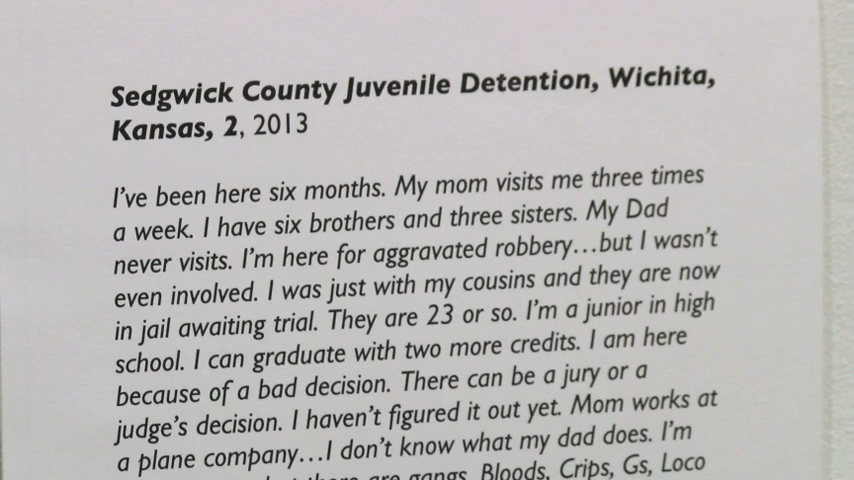 Sedgwick County Juvenile Detention, Wichita,
Kansas, 2, 2013
I've been here six months. My mom visits me three times
a week. I have six brothers and three sisters. My Dad
never visits. I'm here for aggravated robbery…but I wasn't
even involved. I was just with my cousins and they are now
in jail awaiting trial. They are 23 or so. I'm a junior in high
school. I can graduate with two more credits. I am here
because of a bad decision. There can be a jury or a
judge's decision. I haven't figured it out yet. Mom works at
a plane company…I don't know what my dad does. I'm
there are gangs. Bloods, Crips, Gs, Loco